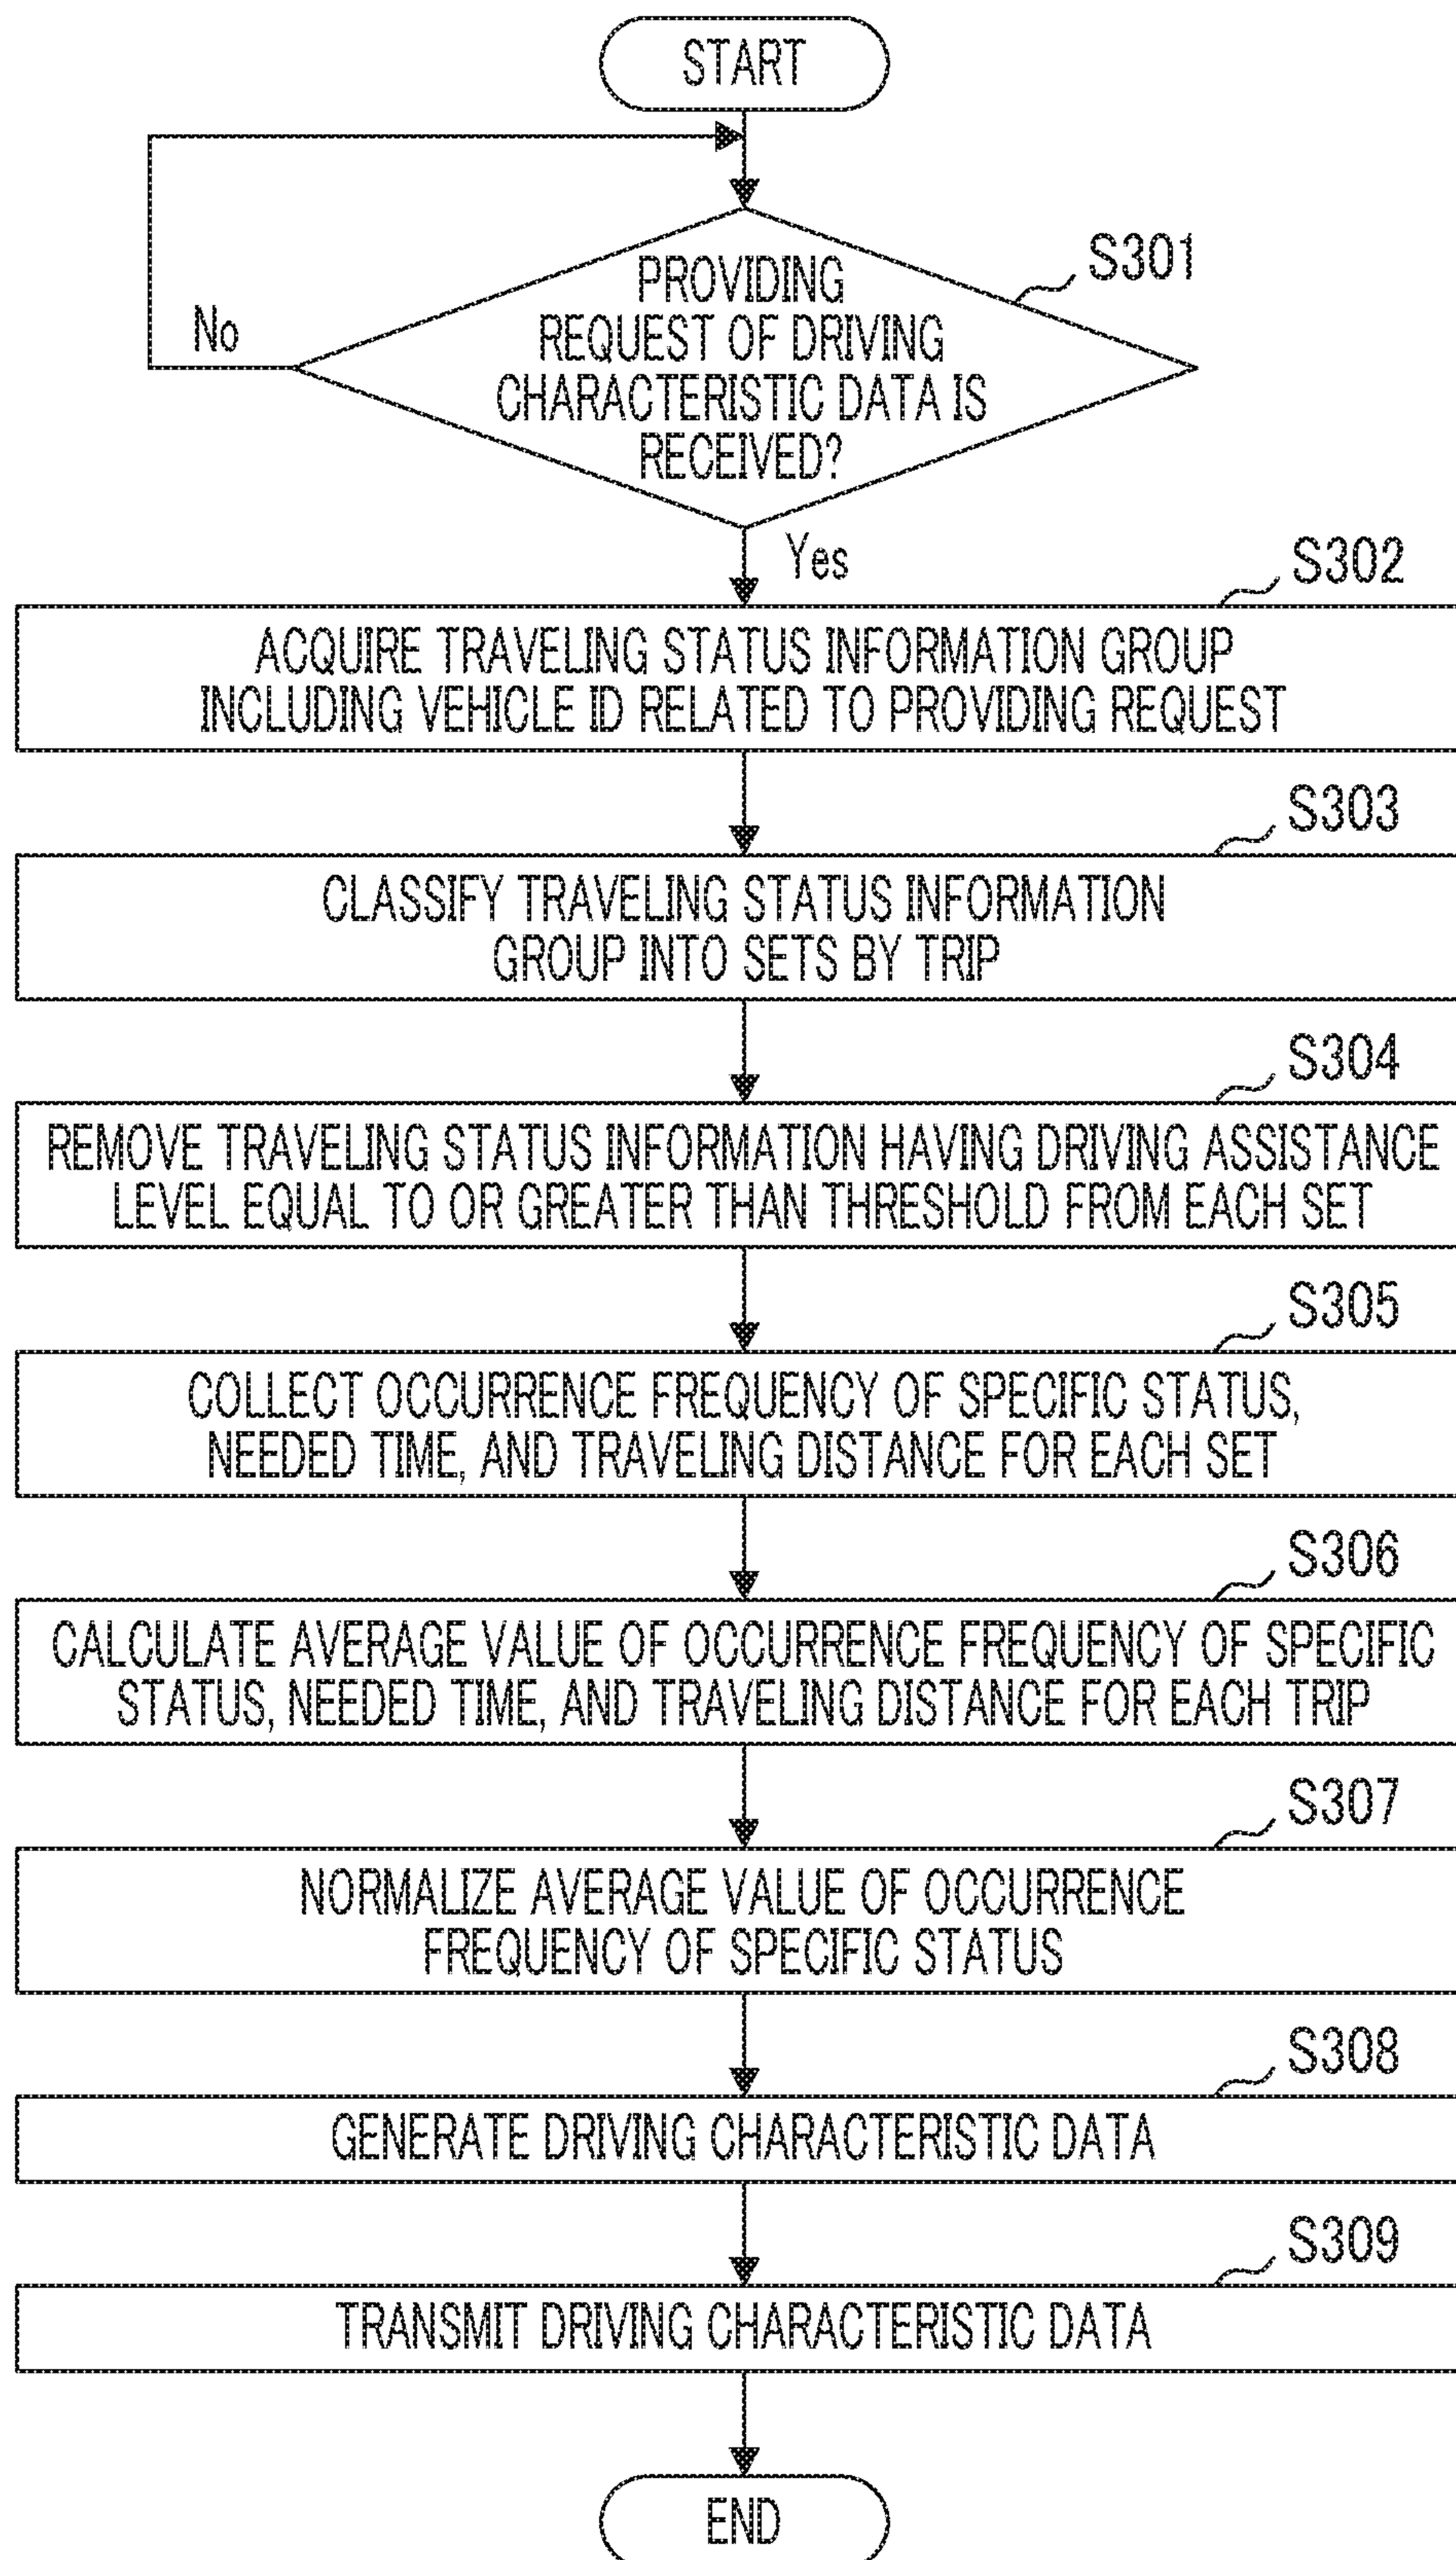 START
PROVIDING
REQUEST OF DRIVING
CHARACTERISTIC DATA IS
RECEIVED?
S301
No
Yes
S302
ACQUIRE TRAVELING STATUS INFORMATION GROUP
INCLUDING VEHICLE ID RELATED TO PROVIDING REQUEST
S303
CLASSIFY TRAVELING STATUS INFORMATION
GROUP INTO SETS BY TRIP
S304
REMOVE TRAVELING STATUS INFORMATION HAVING DRIVING ASSISTANCE
LEVEL EQUAL TO OR GREATER THAN THRESHOLD FROM EACH SET
S305
COLLECT OCCURRENCE FREQUENCY OF SPECIFIC STATUS,
NEEDED TIME, AND TRAVELING DISTANCE FOR EACH SET
S306
CALCULATE AVERAGE VALUE OF OCCURRENCE FREQUENCY OF SPECIFIC
STATUS, NEEDED TIME, AND TRAVELING DISTANCE FOR EACH TRIP
S307
NORMALIZE AVERAGE VALUE OF OCCURRENCE
FREQUENCY OF SPECIFIC STATUS
S308
GENERATE DRIVING CHARACTERISTIC DATA
S309
TRANSMIT DRIVING CHARACTERISTIC DATA
END